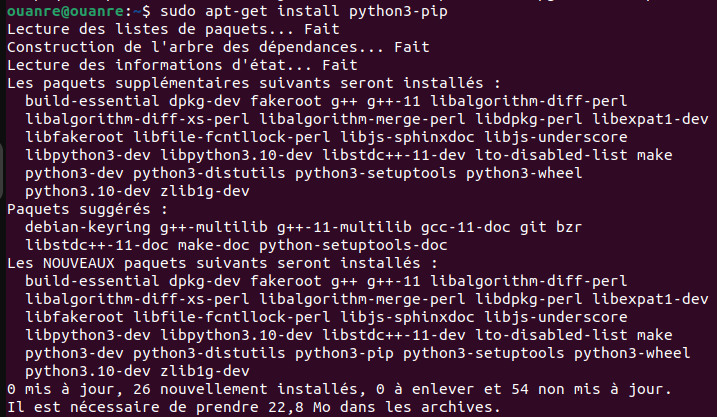 ouanre@ouanre:~$ sudo apt-get install python3-pip
Lecture des listes de paquets... Fait
Construction de l'arbre des dépendances... Fait
Lecture des informations d'état... Fait
Les paquets supplémentaires suivants seront installés :
  build-essential dpkg-dev fakeroot g++ g++-11 libalgorithm-diff-perl
  libalgorithm-diff-xs-perl libalgorithm-merge-perl libdpkg-perl libexpat1-dev
  libfakeroot libfile-fcntllock-perl libjs-sphinxdoc libjs-underscore
  libpython3-dev libpython3.10-dev libstdc++-11-dev lto-disabled-list make
  python3-dev python3-distutils python3-setuptools python3-wheel
  python3.10-dev zlib1g-dev
Paquets suggérés :
  debian-keyring g++-multilib g++-11-multilib gcc-11-doc git bzr
  libstdc++-11-doc make-doc python-setuptools-doc
Les NOUVEAUX paquets suivants seront installés :
  build-essential dpkg-dev fakeroot g++ g++-11 libalgorithm-diff-perl
  libalgorithm-diff-xs-perl libalgorithm-merge-perl libdpkg-perl libexpat1-dev
  libfakeroot libfile-fcntllock-perl libjs-sphinxdoc libjs-underscore
  libpython3-dev libpython3.10-dev libstdc++-11-dev lto-disabled-list make
  python3-dev python3-distutils python3-pip python3-setuptools python3-wheel
  python3.10-dev zlib1g-dev
0 mis à jour, 26 nouvellement installés, 0 à enlever et 54 non mis à jour.
Il est nécessaire de prendre 22,8 Mo dans les archives.